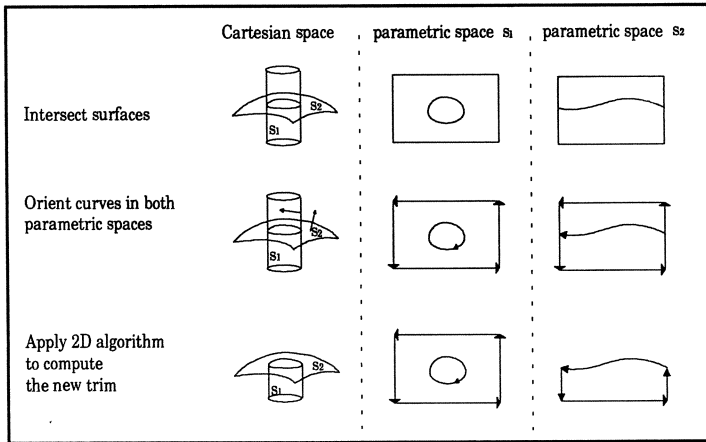 Cartesian space parametric space s1 parametric space s2
Intersect surfaces
S2
S1
Orient curves in both
parametric spaces
S2
S1
Apply 2D algorithm
to compute
the new trim
S2
S1